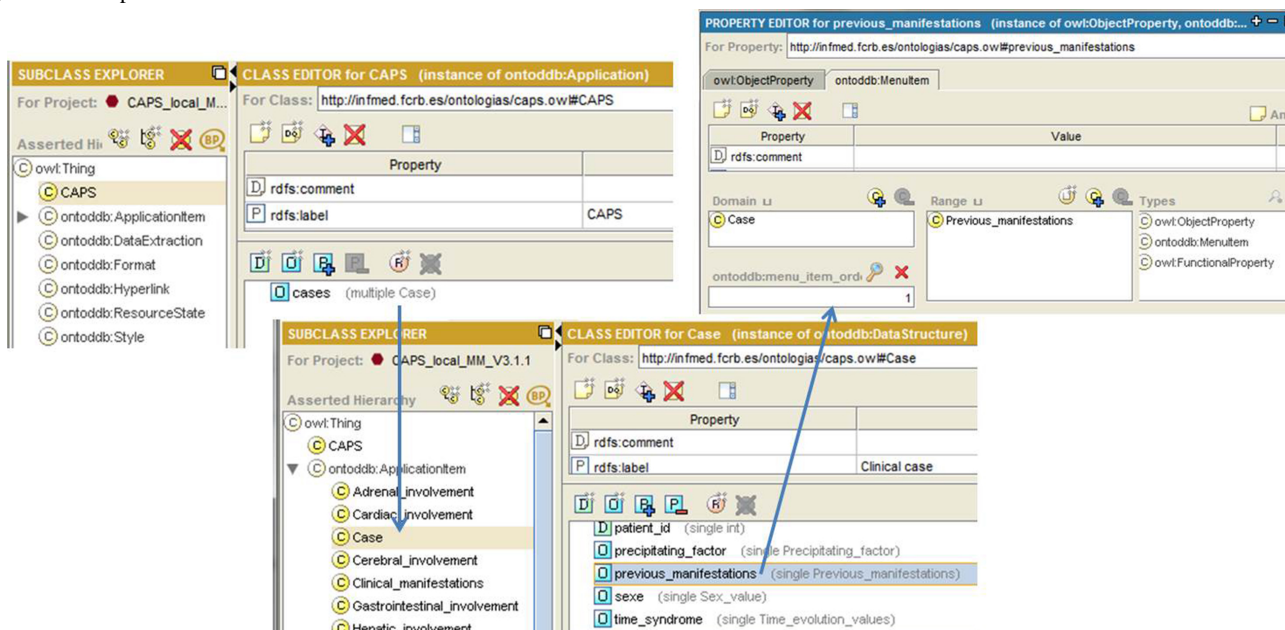 SUBCLASS EXPLORER
For Project: CAPS_local_M...
Asserted Hi
owl:Thing
CAPS
ontoddb:ApplicationItem
ontoddb:DataExtraction
ontoddb:Format
ontoddb:Hyperlink
ontoddb:ResourceState
ontoddb:Style
CLASS EDITOR for CAPS (instance of ontoddb:Application)
For Class: http://infmed.fcrb.es/ontologias/caps.owl#CAPS
Property
rdfs:comment
rdfs:label CAPS
cases (multiple Case)
PROPERTY EDITOR for previous_manifestations (instance of owl:ObjectProperty, ontoddb:...
For Property: http://infmed.fcrb.es/ontologias/caps.owl#previous_manifestations
owl:ObjectProperty ontoddb:MenuItem
An
Property Value
rdfs:comment
Domain ⊔ Range ⊔ Types
Case Previous_manifestations owl:ObjectProperty
ontoddb:MenuItem
owl:FunctionalProperty
ontoddb:menu_item_ord
1
SUBCLASS EXPLORER
For Project: CAPS_local_MM_V3.1.1
Asserted Hierarchy
owl:Thing
CAPS
ontoddb:ApplicationItem
Adrenal_involvement
Cardiac_involvement
Case
Cerebral_involvement
Clinical_manifestations
Gastrointestinal_involvement
Hepatic_involvement
CLASS EDITOR for Case (instance of ontoddb:DataStructure)
For Class: http://infmed.fcrb.es/ontologias/caps.owl#Case
Property
rdfs:comment
rdfs:label Clinical case
patient_id (single int)
precipitating_factor (single Precipitating_factor)
previous_manifestations (single Previous_manifestations)
sexe (single Sex_value)
time_syndrome (single Time_evolution_values)